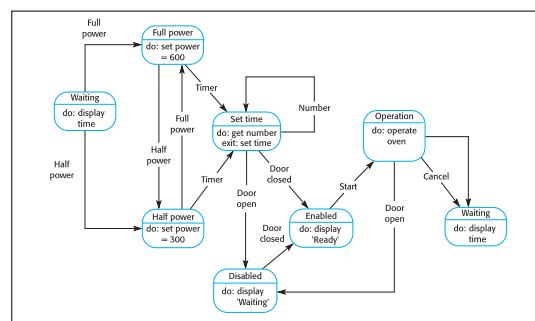 Full
power
Full power
do: set power
= 600
Timer
Waiting
do: display
time
Half
power
Full
power
Half
power
Set time
do: get number
exit: set time
Number
Operation
do: operate
oven
Timer
Door
closed
Start
Cancel
Door
open
Door
open
Half power
do: set power
= 300
Door
closed
Enabled
do: display
'Ready'
Waiting
do: display
time
Disabled
do: display
'Waiting'